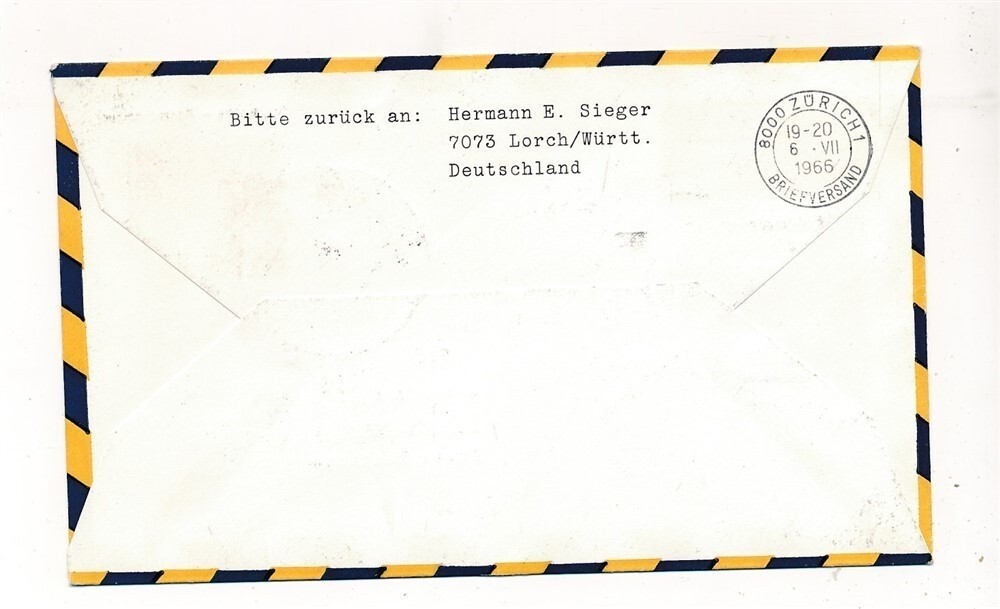 Bitte zurück an: Hermann E. Sieger
7073 Lorch/Württ.
Deutschland
8000 ZÜRICH 1
19-20
6 . VII
1966
BRIEFVERSAND